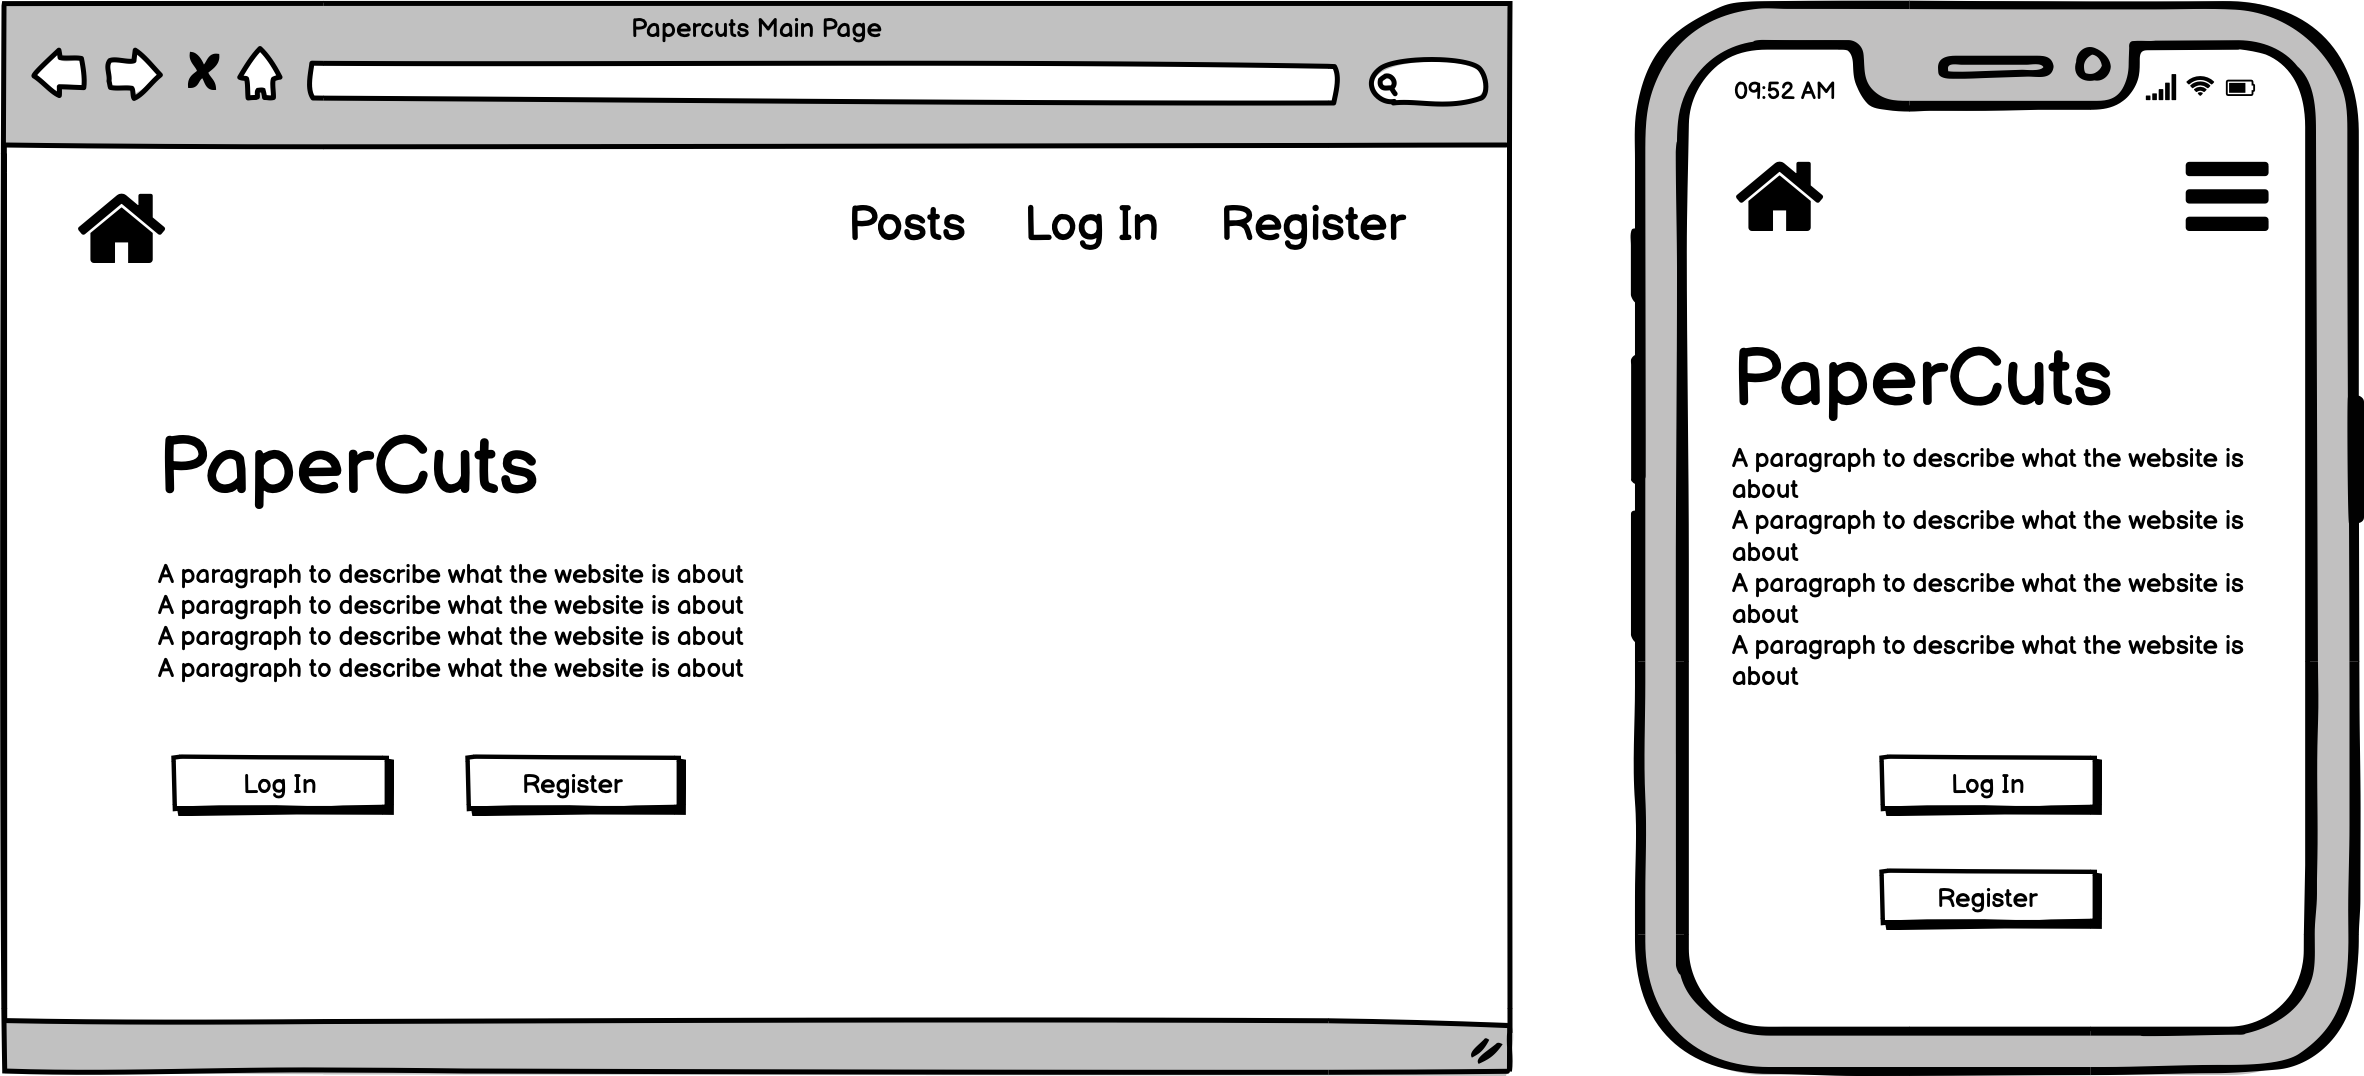 Papercuts Main Page
Posts Log In Register
PaperCuts
A paragraph to describe what the website is about
A paragraph to describe what the website is about
A paragraph to describe what the website is about
A paragraph to describe what the website is about
Log In Register
09:52 AM
PaperCuts
A paragraph to describe what the website is
about
A paragraph to describe what the website is
about
A paragraph to describe what the website is
about
A paragraph to describe what the website is
about
Log In
Register